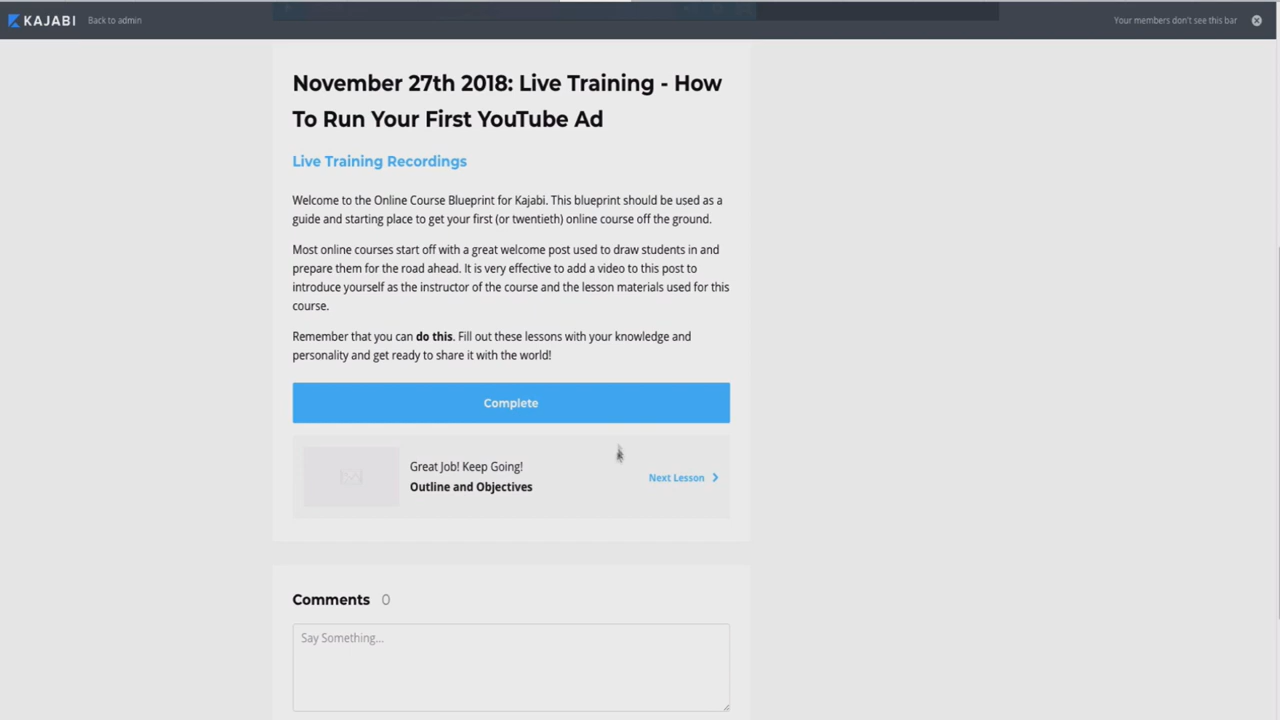 KAJABI Back to admin Your members don't see this bar
November 27th 2018: Live Training - How
To Run Your First YouTube Ad
Live Training Recordings
Welcome to the Online Course Blueprint for Kajabi. This blueprint should be used as a
guide and starting place to get your first (or twentieth) online course off the ground.
Most online courses start off with a great welcome post used to draw students in and
prepare them for the road ahead. It is very effective to add a video to this post to
introduce yourself as the instructor of the course and the lesson materials used for this
course.
Remember that you can do this. Fill out these lessons with your knowledge and
personality and get ready to share it with the world!
Complete
Great Job! Keep Going!
Outline and Objectives
Next Lesson
Comments 0
Say Something...